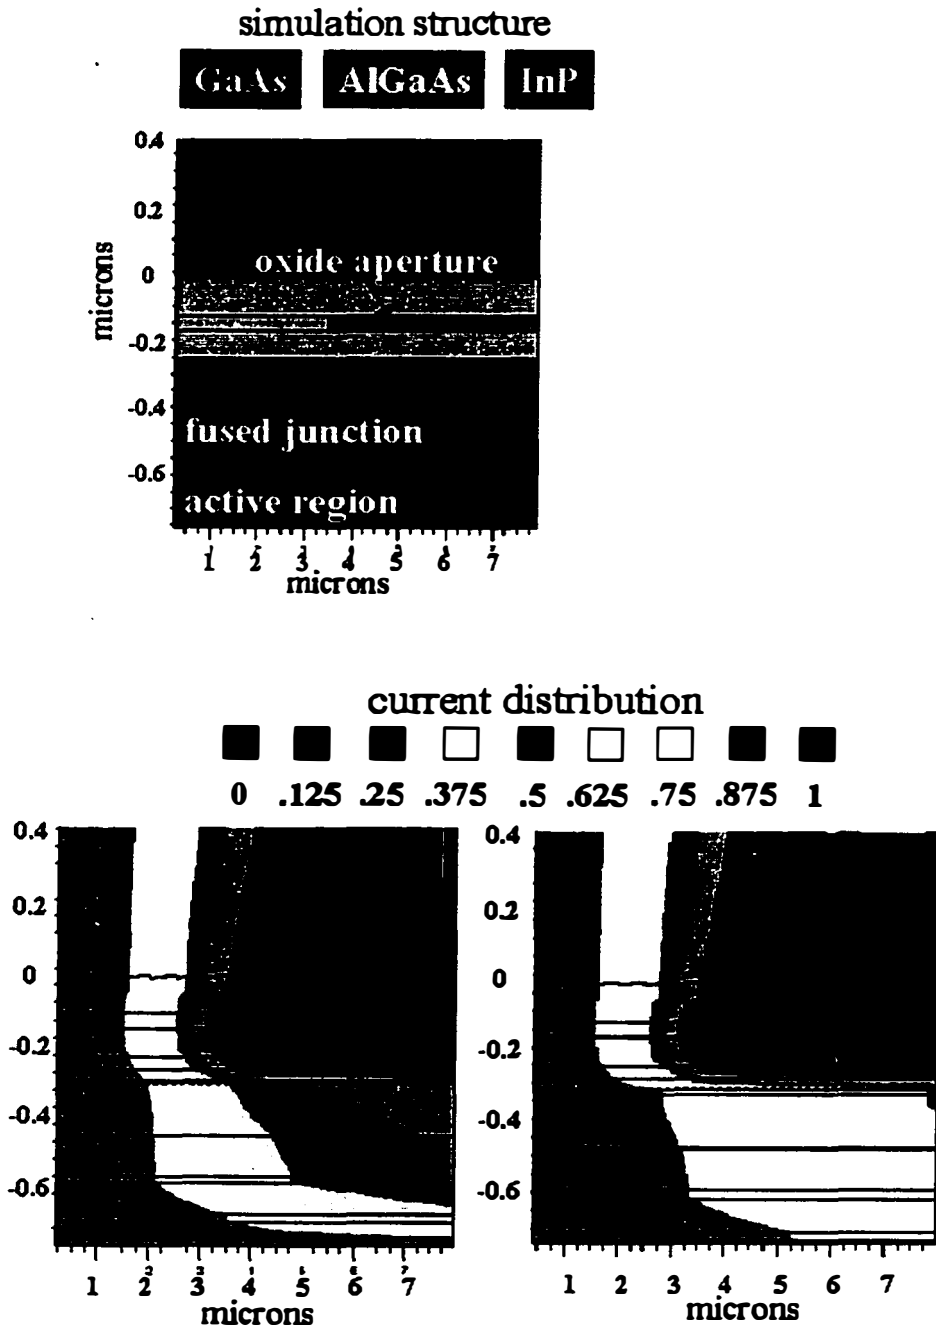 simulation structure
GaAs AlGaAs InP
0.4
0.2
0
-0.2
-0.4
-0.6
microns
oxide aperture
fused junction
active region
1 2 3 4 5 6 7
microns
current distribution
0 .125 .25 .375 .5 .625 .75 .875 1
0.4
0.2
0
-0.2
-0.4
-0.6
1 2 3 4 5 6 7
microns
0.4
0.2
0
-0.2
-0.4
-0.6
1 2 3 4 5 6 7
microns